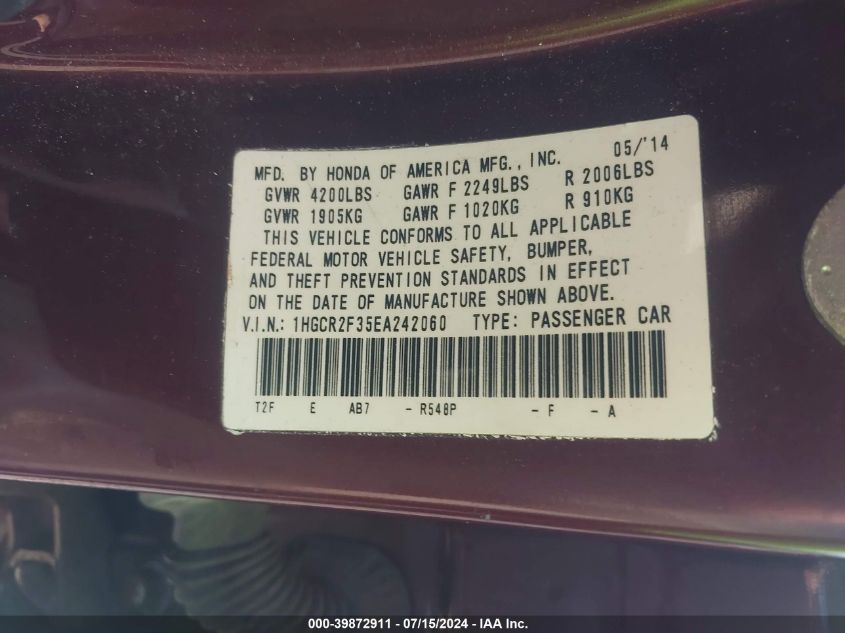 MFD. BY HONDA OF AMERICA MFG., INC. 05/'14
GVWR 4200LBS GAWR F 2249LBS R 2006LBS
GVWR 1905KG GAWR F 1020KG R 910KG
THIS VEHICLE CONFORMS TO ALL APPLICABLE
FEDERAL MOTOR VEHICLE SAFETY, BUMPER,
AND THEFT PREVENTION STANDARDS IN EFFECT
ON THE DATE OF MANUFACTURE SHOWN ABOVE.
V.I.N.: 1HGCR2F35EA242060 TYPE: PASSENGER CAR
T2F E AB7 - R548P - F - A
000-39872911 - 07/15/2024 - IAA Inc.